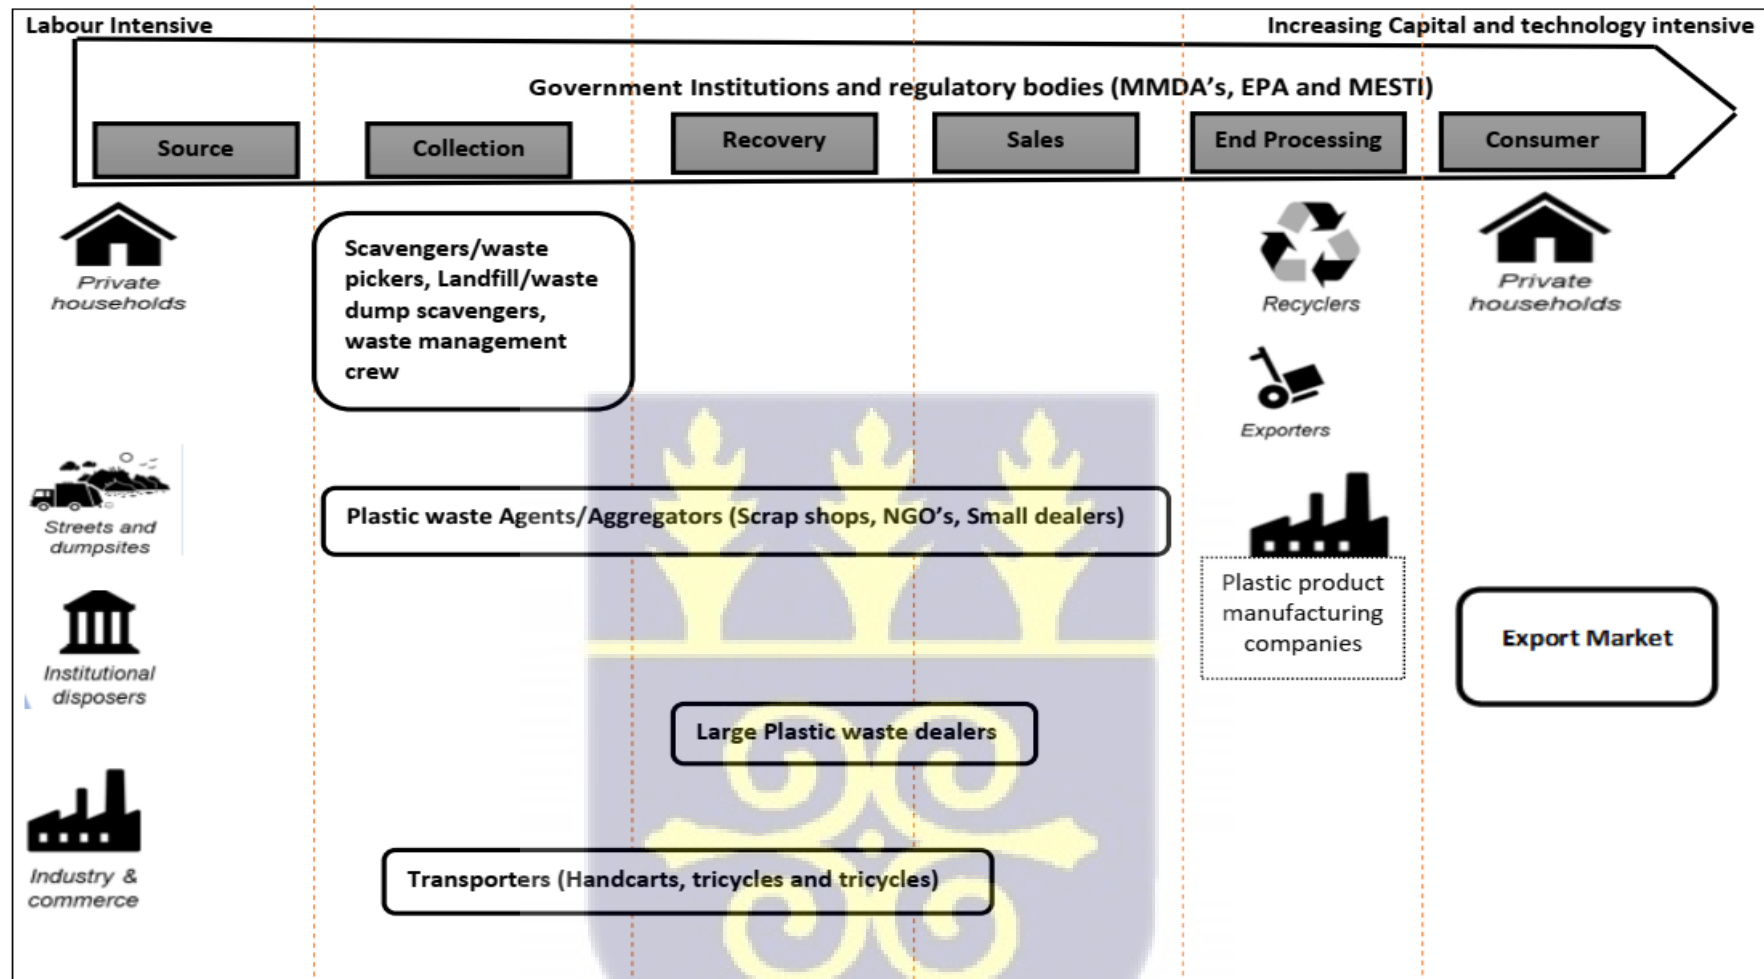 Labour Intensive
Increasing Capital and technology intensive
Government Institutions and regulatory bodies (MMDA's, EPA and MESTI)
Source
Collection
Recovery
Sales
End Processing
Consumer
Private
households
Streets and
dumpsites
Institutional
disposers
Industry &
commerce
Scavengers/waste
pickers, Landfill/waste
dump scavengers,
waste management
crew
Plastic waste Agents/Aggregators (Scrap shops, NGO's, Small dealers)
Large Plastic waste dealers
Transporters (Handcarts, tricycles and tricycles)
Recyclers
Exporters
Plastic product
manufacturing
companies
Private
households
Export Market